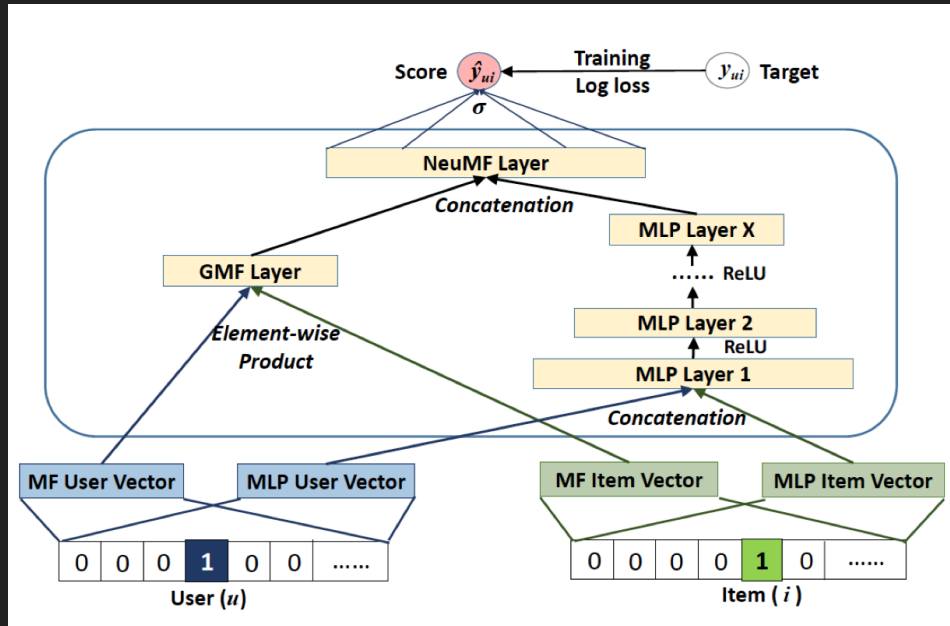 Score ŷui Training yui Target
Log loss
σ
NeuMF Layer
Concatenation
MLP Layer X
GMF Layer
…… ReLU
Element-wise
Product
MLP Layer 2
ReLU
MLP Layer 1
Concatenation
MF User Vector MLP User Vector MF Item Vector MLP Item Vector
0 0 0 1 0 0 …… 0 0 0 0 1 0 ……
User (u) Item ( i )